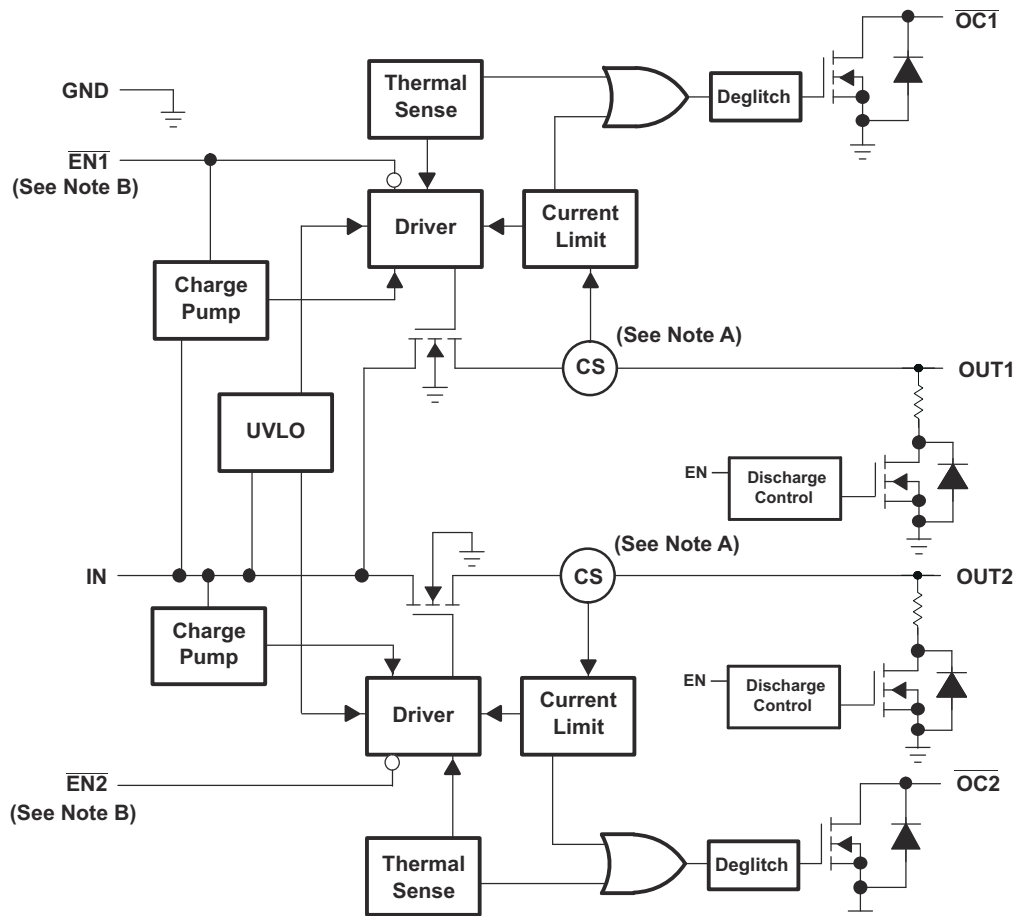 OC1
Thermal
Sense
Deglitch
GND
EN1
(See Note B)
Driver
Current
Limit
Charge
Pump
(See Note A)
CS
OUT1
UVLO
EN
Discharge
Control
(See Note A)
IN
CS
OUT2
Charge
Pump
Driver
Current
Limit
EN
Discharge
Control
EN2
(See Note B)
OC2
Thermal
Sense
Deglitch